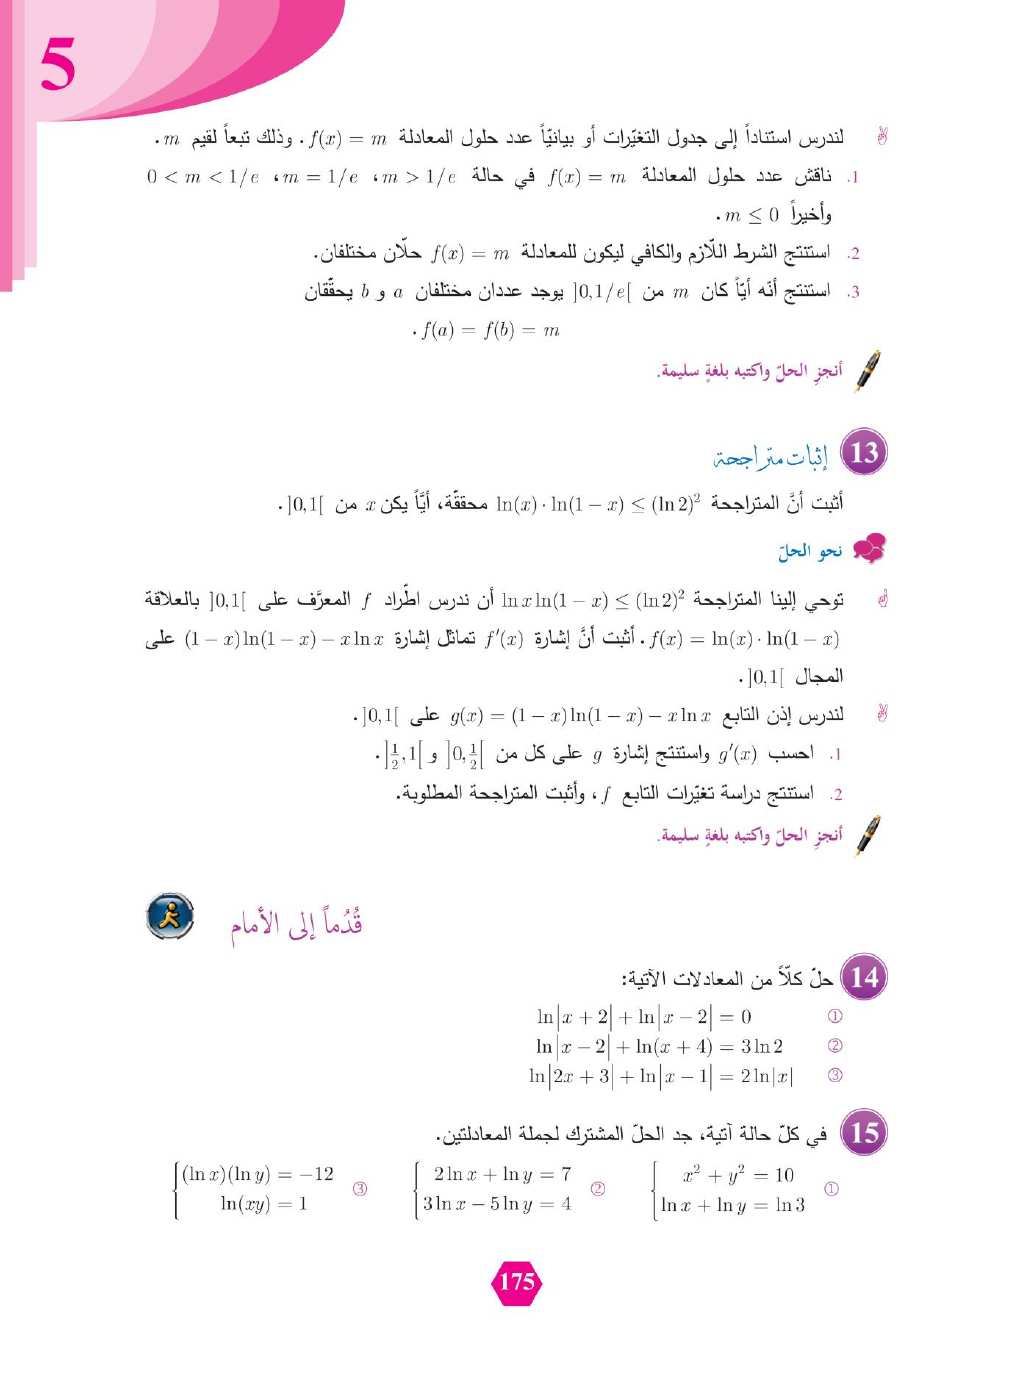 5
لندرس استناداً إلى جدول التغيّرات أو بيانيّاً عدد حلول المعادلة f(x) = m. وذلك تبعاً لقيم m.
1. ناقش عدد حلول المعادلة f(x) = m في حالة m > 1/e، m = 1/e، 0 < m < 1/e
وأخيراً m ≤ 0.
2. استنتج الشرط اللّازم والكافي ليكون للمعادلة f(x) = m حلّان مختلفان.
3. استنتج أنّه أيّاً كان m من ]0,1/e[ يوجد عددان مختلفان a و b يحقّقان
f(a) = f(b) = m.
أنجزِ الحلّ واكتبه بلغةٍ سليمة.
13 إثبات متراجحة
أثبت أنَّ المتراجحة ln(x)·ln(1 − x) ≤ (ln 2)² محققّة، أيّاً يكن x من ]0,1[.
نحو الحلّ
توحي إلينا المتراجحة ln x ln(1 − x) ≤ (ln 2)² أن ندرس اطّراد f المعرَّف على ]0,1[ بالعلاقة
f(x) = ln(x)·ln(1 − x). أثبت أنَّ إشارة f′(x) تماثل إشارة (1 − x)ln(1 − x) − x ln x على
المجال ]0,1[.
لندرس إذن التابع g(x) = (1 − x)ln(1 − x) − x ln x على ]0,1[.
1. احسب g′(x) واستنتج إشارة g على كل من ]0,½[ و ]½,1[.
2. استنتج دراسة تغيّرات التابع f، وأثبت المتراجحة المطلوبة.
أنجزِ الحلّ واكتبه بلغةٍ سليمة.
قُدُماً إلى الأمام
14 حلّ كلّاً من المعادلات الآتية:
① ln|x + 2| + ln|x − 2| = 0
② ln|x − 2| + ln(x + 4) = 3 ln 2
③ ln|2x + 3| + ln|x − 1| = 2 ln|x|
15 في كلّ حالة آتية، جد الحلّ المشترك لجملة المعادلتين.
① { x² + y² = 10 ② { 2 ln x + ln y = 7 ③ { (ln x)(ln y) = −12
ln x + ln y = ln 3 3 ln x − 5 ln y = 4 ln(xy) = 1
175